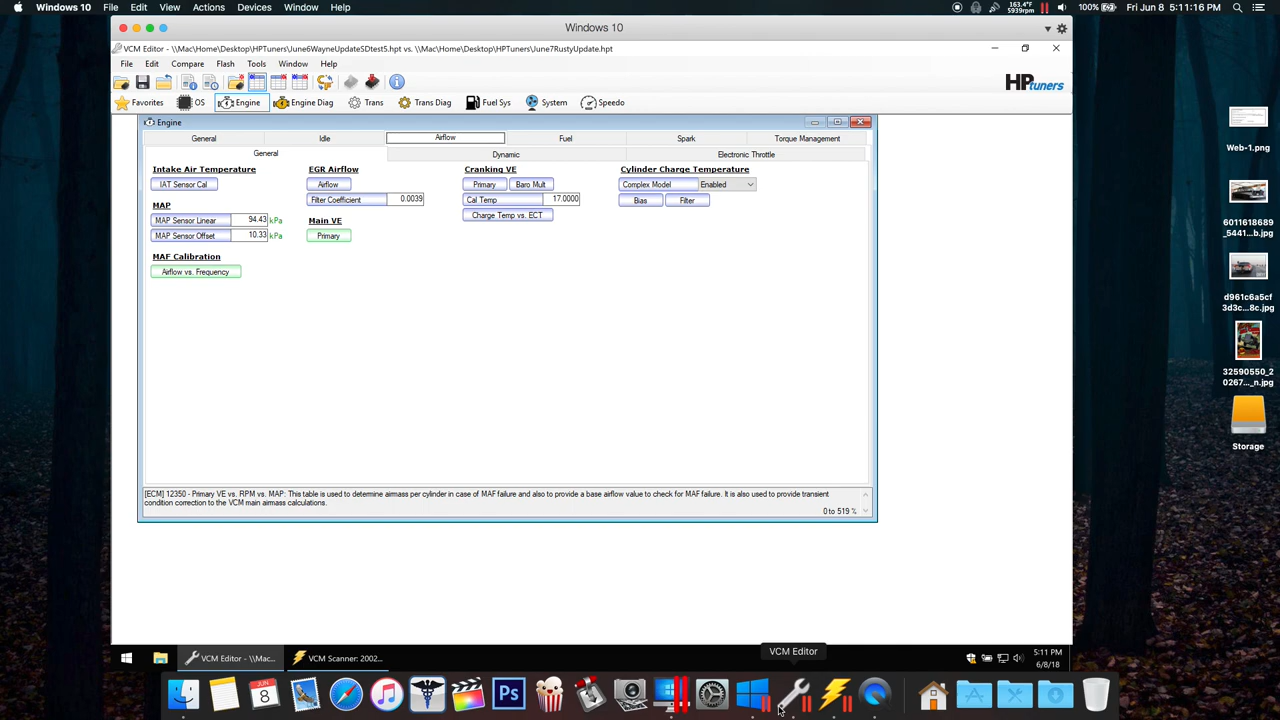 Windows 10 File Edit View Actions Devices Window Help 163.4°F 5939rpm 100% Fri Jun 8 5:11:16 PM
Windows 10
VCM Editor - \\Mac\Home\Desktop\HPTuners\June6WayneUpdateSDtest5.hpt vs. \\Mac\Home\Desktop\HPTuners\June7RustyUpdate.hpt
File Edit Compare Flash Tools Window Help
HPtuners
Favorites OS Engine Engine Diag Trans Trans Diag Fuel Sys System Speedo
Engine
General Idle Airflow Fuel Spark Torque Management
General Dynamic Electronic Throttle
Intake Air Temperature
IAT Sensor Cal
MAP
MAP Sensor Linear 94.43 kPa
MAP Sensor Offset 10.33 kPa
MAF Calibration
Airflow vs. Frequency
EGR Airflow
Airflow
Filter Coefficient 0.0039
Main VE
Primary
Cranking VE
Primary Baro Mult
Cal Temp 17.0000
Charge Temp vs. ECT
Cylinder Charge Temperature
Complex Model Enabled
Bias Filter
[ECM] 12350 - Primary VE vs. RPM vs. MAP: This table is used to determine airmass per cylinder in case of MAF failure and also to provide a base airflow value to check for MAF failure. It is also used to provide transient
condition correction to the VCM main airmass calculations.
0 to 519 %
Web-1.png
6011618689_5441...b.jpg
d961c6a5cf3d3c...8c.jpg
32590550_20267..._n.jpg
Storage
VCM Editor - \\Mac... VCM Scanner: 2002... 5:11 PM
6/8/18
VCM Editor
JUN
8
Ps